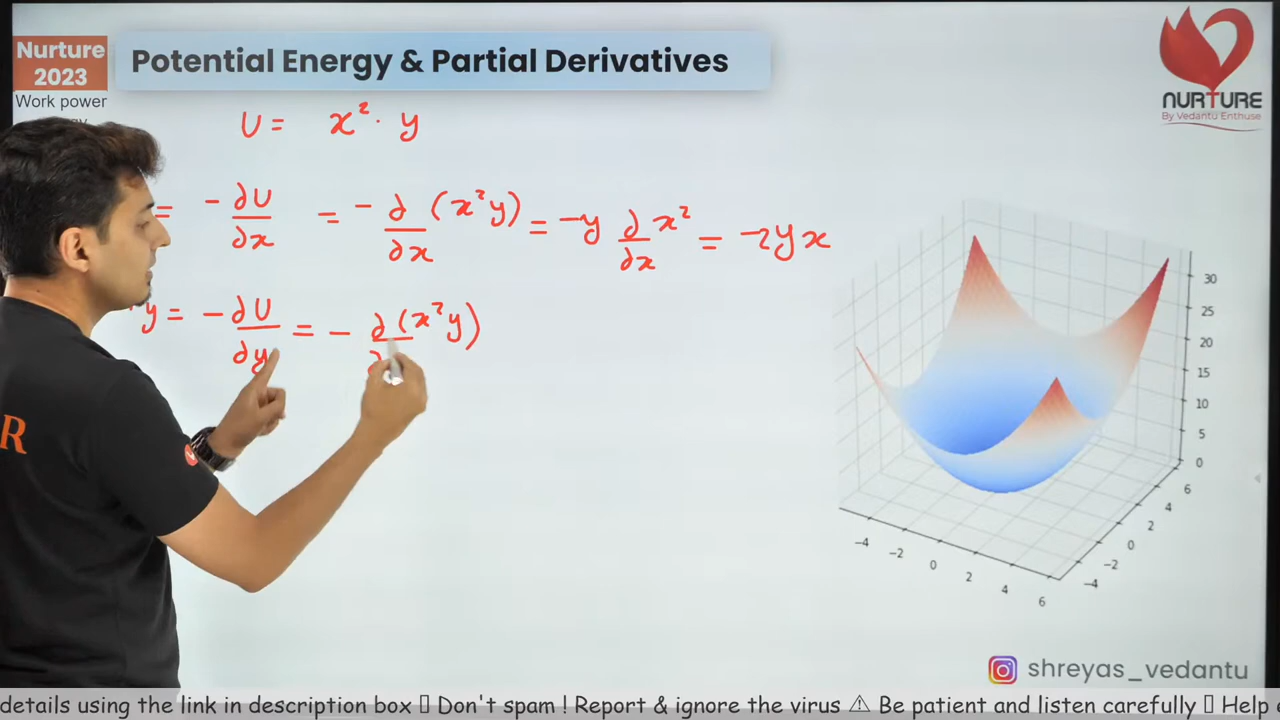 Nurture
2023
Work power
Potential Energy & Partial Derivatives
NURTURE
By Vedantu Enthuse
U = x² · y
= -∂U/∂x = -∂/∂x (x²y) = -y ∂/∂x x² = -2yx
y = -∂U/∂y = -∂(x²y)
R
30
25
20
15
10
5
0
6
4
2
0
-2
-4
-4
-2
0
2
4
6
shreyas_vedantu
details using the link in description box ▯ Don't spam ! Report & ignore the virus ⚠ Be patient and listen carefully ▯ Help